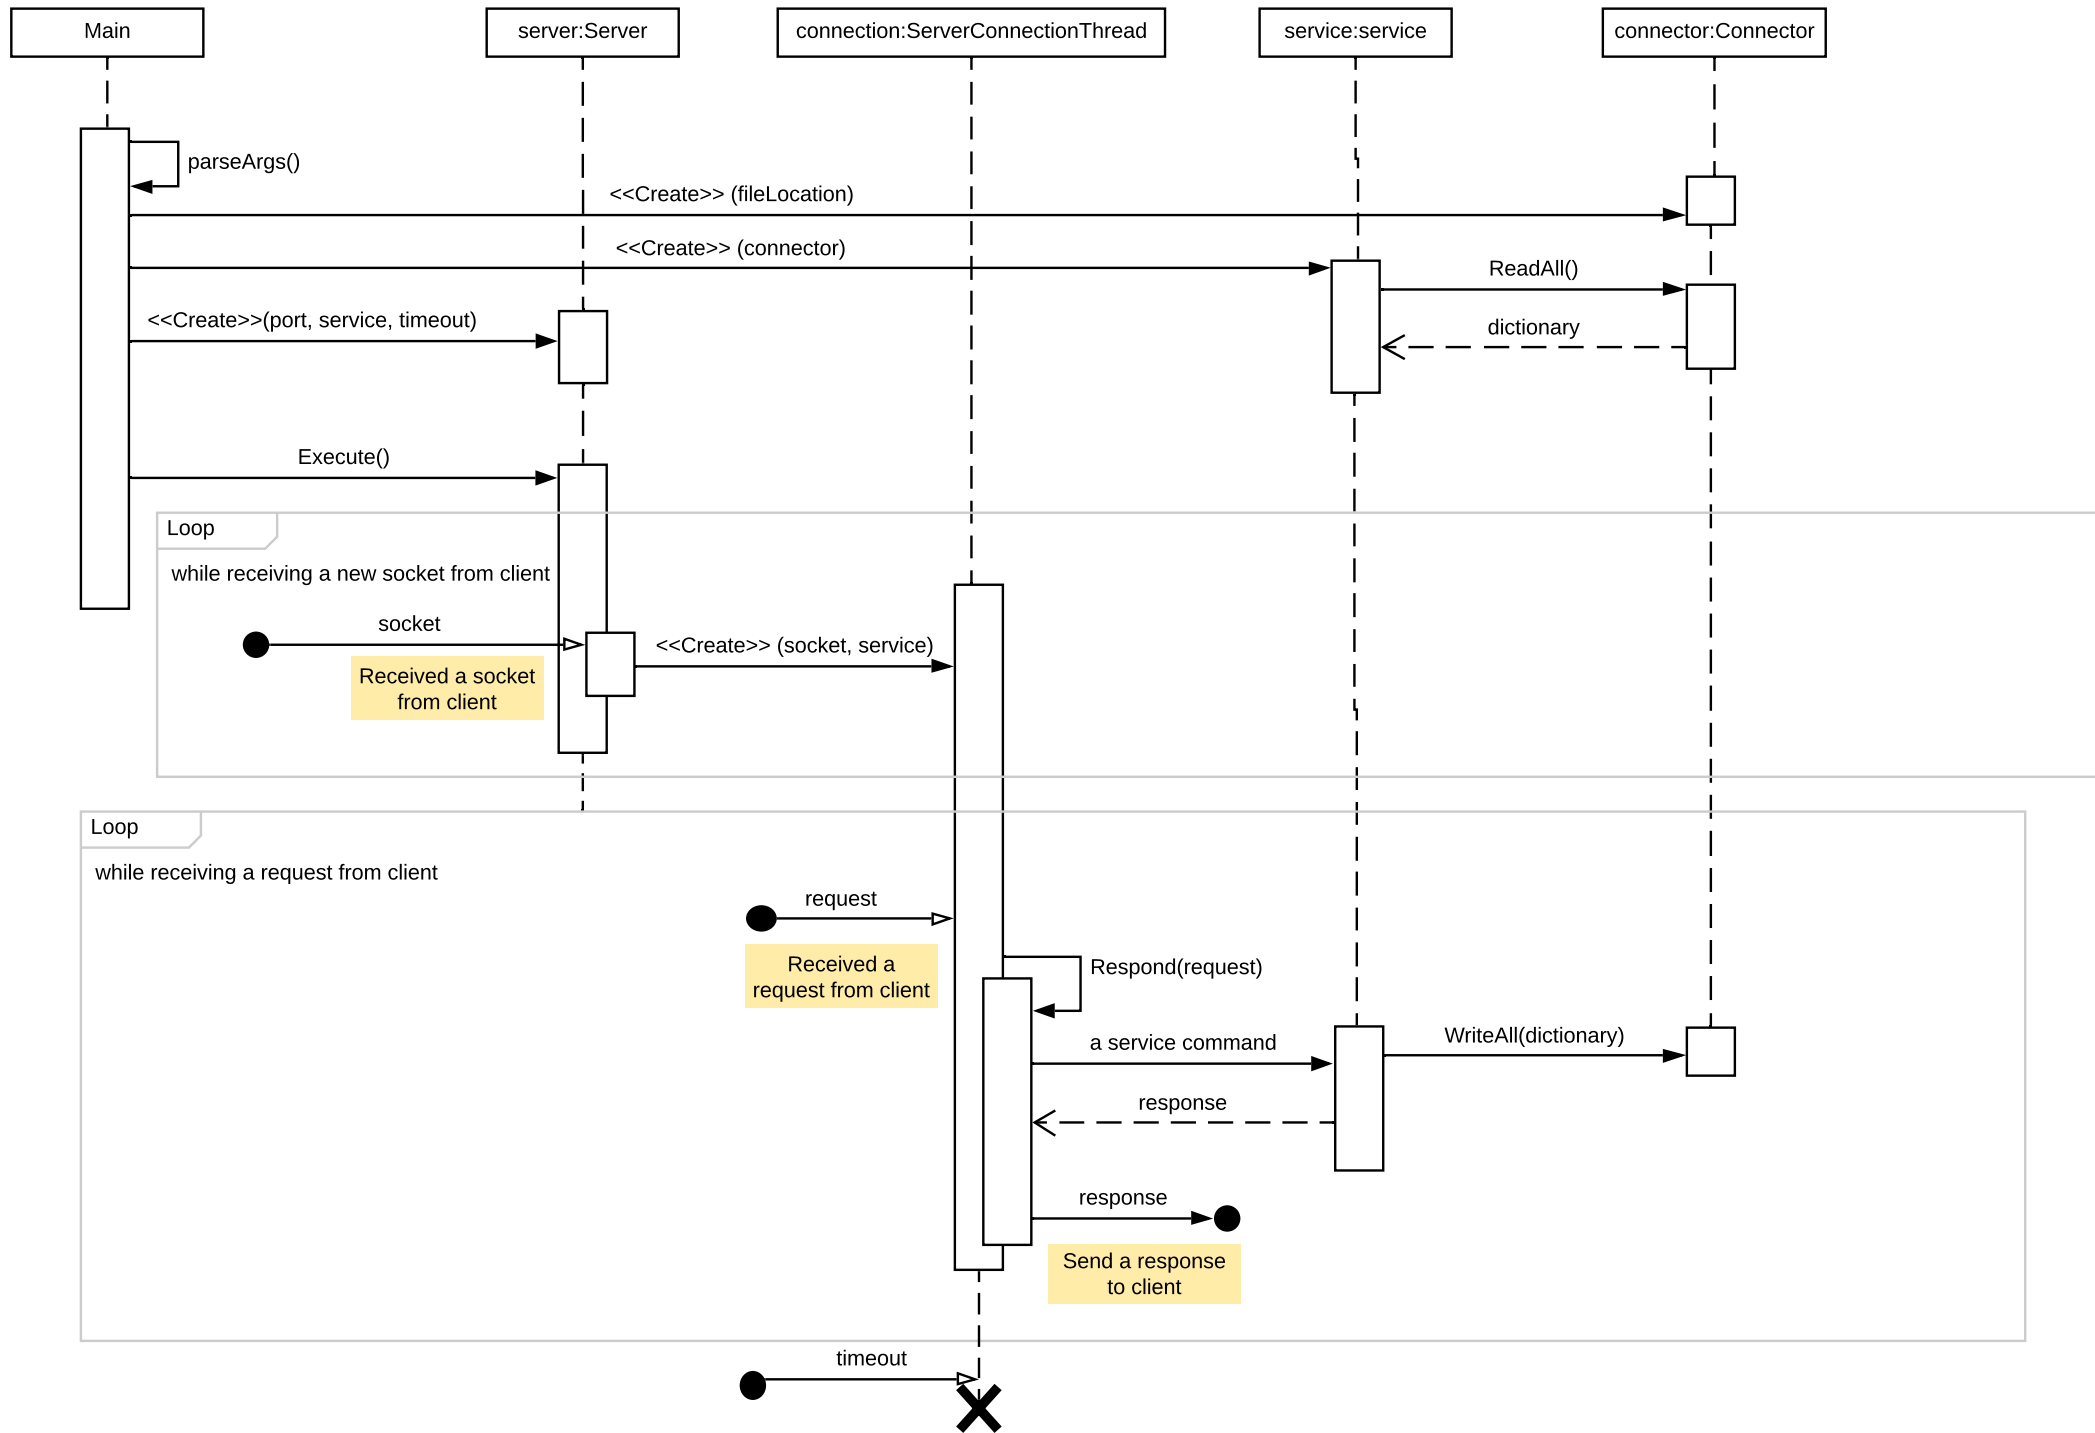 Main
server:Server
connection:ServerConnectionThread
service:service
connector:Connector
parseArgs()
<<Create>> (fileLocation)
<<Create>> (connector)
ReadAll()
<<Create>>(port, service, timeout)
dictionary
Execute()
Loop
while receiving a new socket from client
socket
<<Create>> (socket, service)
Received a socket
from client
Loop
while receiving a request from client
request
Received a
request from client
Respond(request)
a service command
WriteAll(dictionary)
response
response
Send a response
to client
timeout